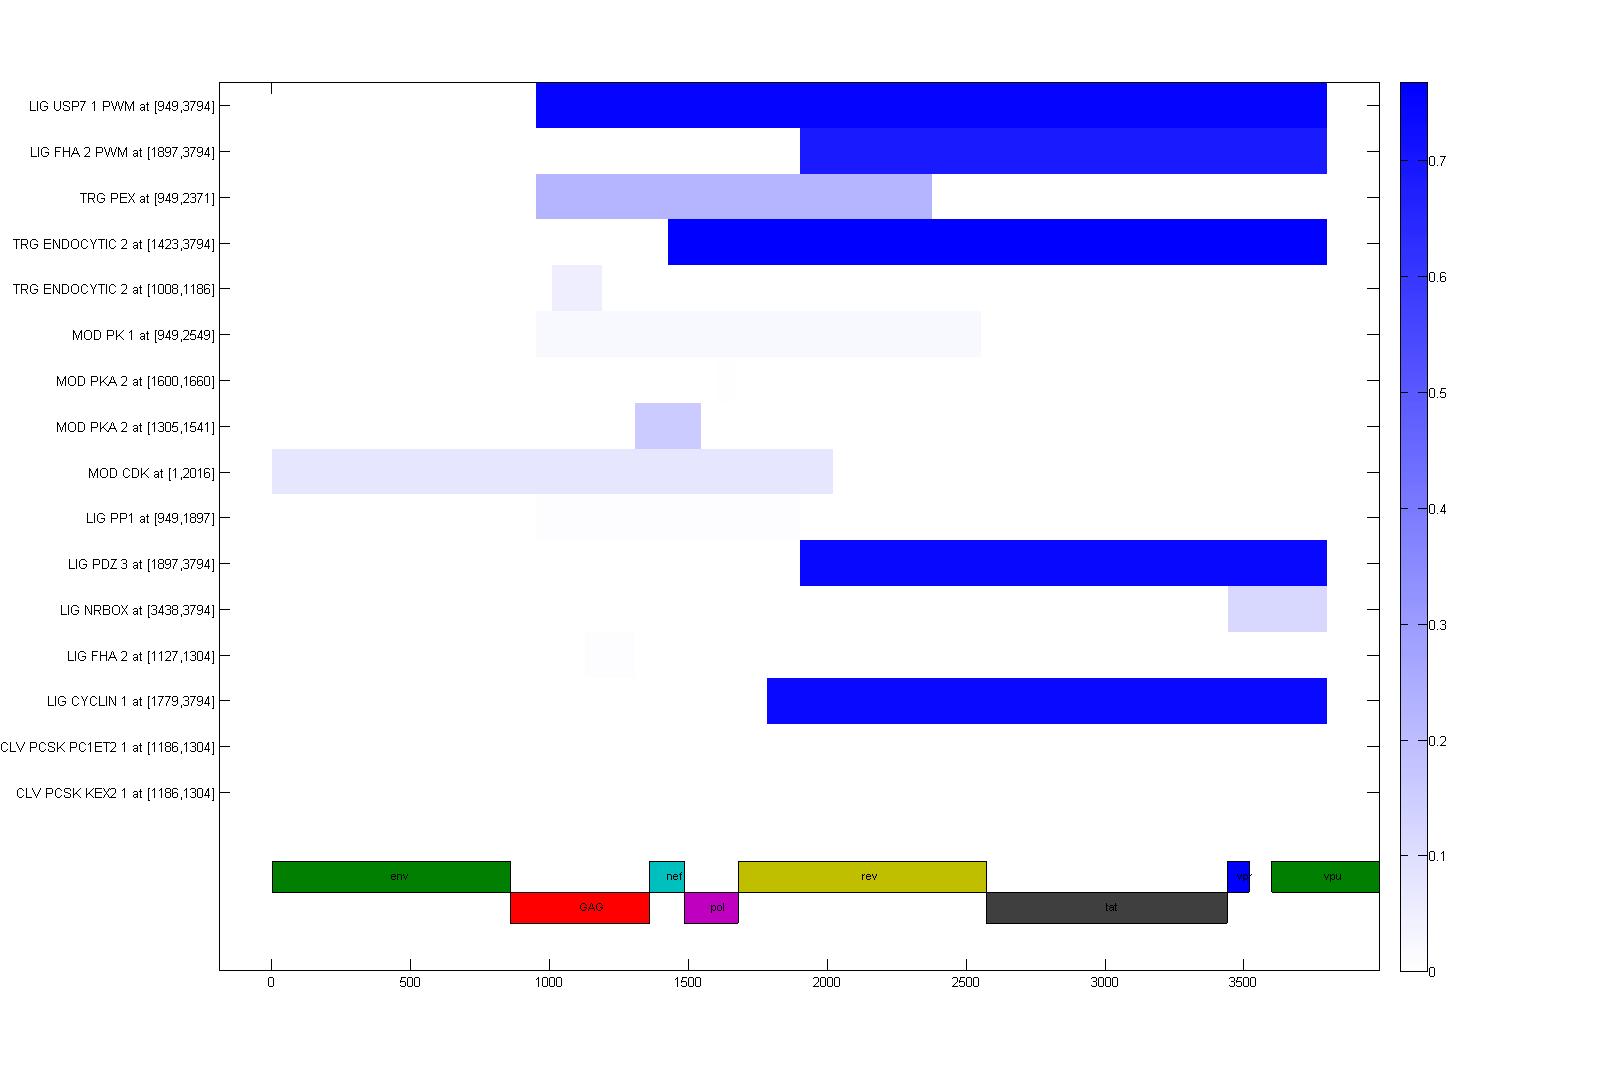 LIG USP7 1 PWM at [949,3794]
LIG FHA 2 PWM at [1897,3794]
TRG PEX at [949,2371]
TRG ENDOCYTIC 2 at [1423,3794]
TRG ENDOCYTIC 2 at [1008,1186]
MOD PK 1 at [949,2549]
MOD PKA 2 at [1600,1660]
MOD PKA 2 at [1305,1541]
MOD CDK at [1,2016]
LIG PP1 at [949,1897]
LIG PDZ 3 at [1897,3794]
LIG NRBOX at [3438,3794]
LIG FHA 2 at [1127,1304]
LIG CYCLIN 1 at [1779,3794]
CLV PCSK PC1ET2 1 at [1186,1304]
CLV PCSK KEX2 1 at [1186,1304]
0.7
0.6
0.5
0.4
0.3
0.2
0.1
0
env nef rev vpr vpu
GAG pol tat
0 500 1000 1500 2000 2500 3000 3500